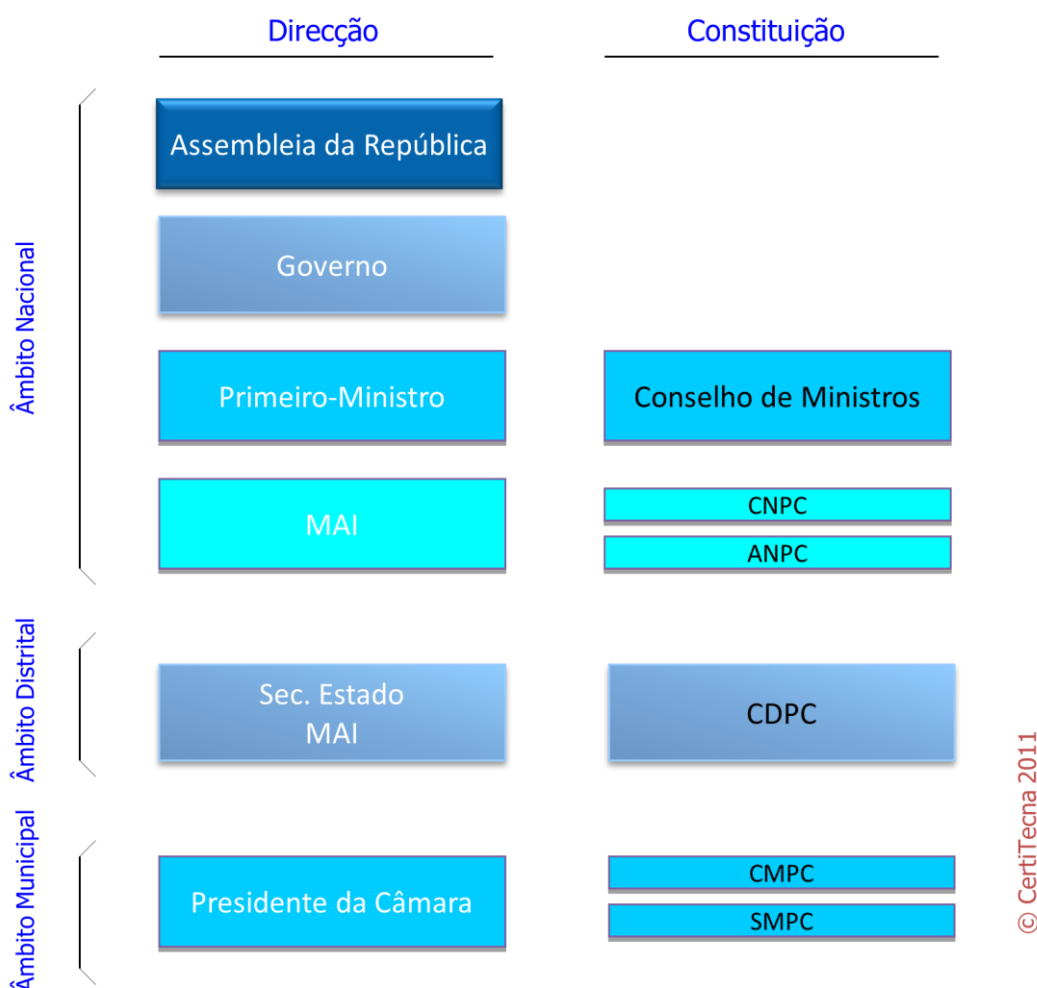 Direcção
Constituição
Âmbito Nacional
Assembleia da República
Governo
Primeiro-Ministro
Conselho de Ministros
MAI
CNPC
ANPC
Âmbito Distrital
Sec. Estado
MAI
CDPC
Âmbito Municipal
Presidente da Câmara
CMPC
SMPC
© CertiTecna 2011